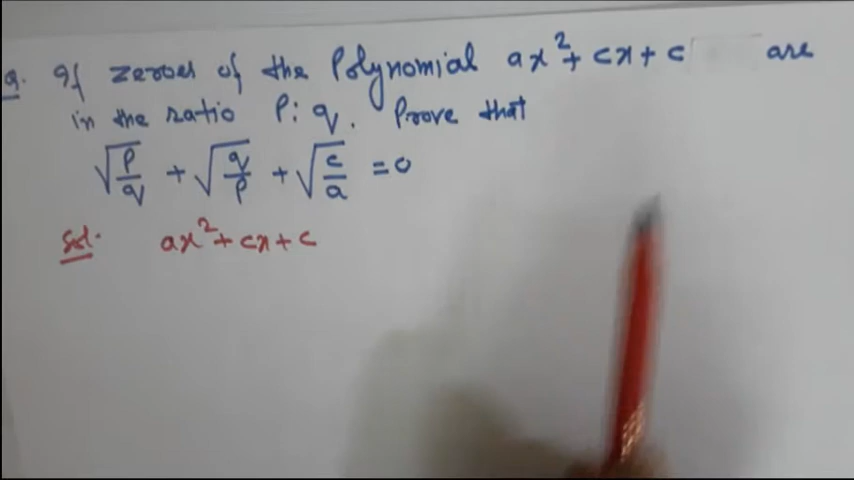 Q. If zeroes of the Polynomial ax² + cx + c are
in the ratio P : q. Prove that
√(P/q) + √(q/P) + √(c/a) = 0
Sol. ax² + cx + c